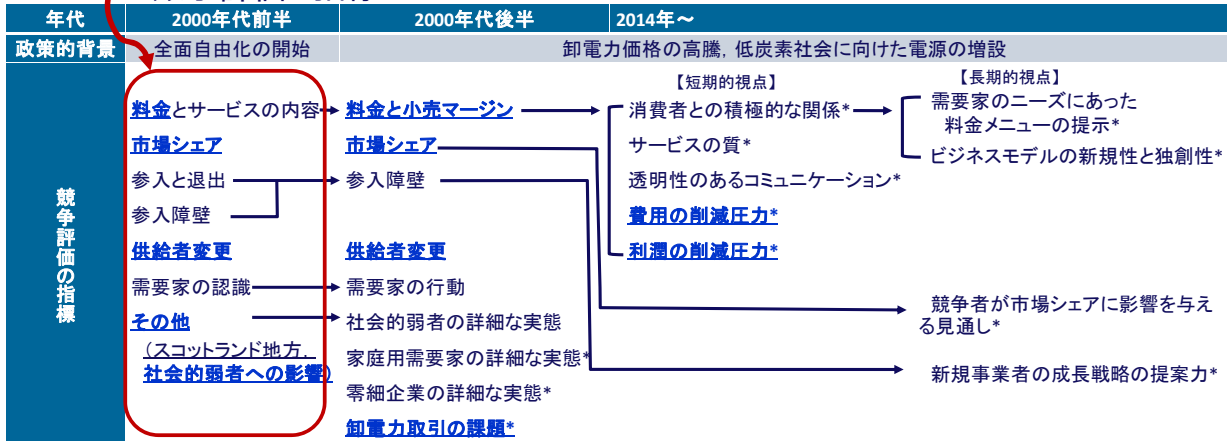 年代
2000年代前半
2000年代後半
2014年～
政策的背景
全面自由化の開始
卸電力価格の高騰，低炭素社会に向けた電源の増設
競争評価の指標
料金とサービスの内容
市場シェア
参入と退出
参入障壁
供給者変更
需要家の認識
その他
（スコットランド地方，
社会的弱者への影響）
料金と小売マージン
市場シェア
参入障壁
供給者変更
需要家の行動
社会的弱者の詳細な実態
家庭用需要家の詳細な実態*
零細企業の詳細な実態*
卸電力取引の課題*
【短期的視点】
消費者との積極的な関係*
サービスの質*
透明性のあるコミュニケーション*
費用の削減圧力*
利潤の削減圧力*
【長期的視点】
需要家のニーズにあった
料金メニューの提示*
ビジネスモデルの新規性と独創性*
競争者が市場シェアに影響を与え
る見通し*
新規事業者の成長戦略の提案力*